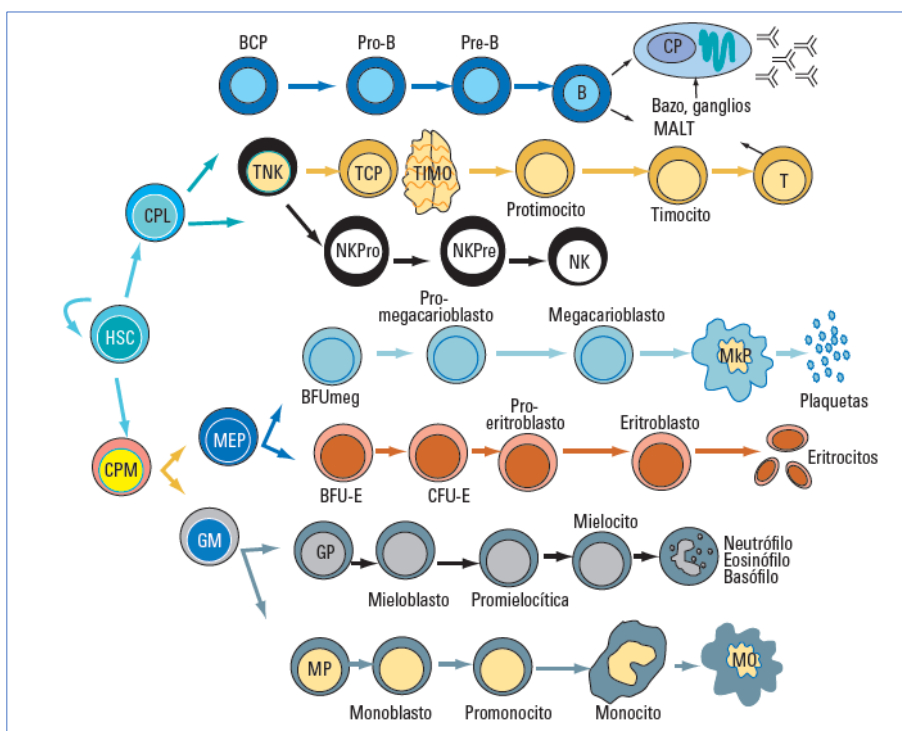 BCP
Pro-B
Pre-B
B
CP
Bazo, ganglios
MALT
TNK
TCP
TIMO
Protimocito
Timocito
T
CPL
NKPro
NKPre
NK
HSC
Pro-
megacarioblasto
Megacarioblasto
BFUmeg
MkP
Plaquetas
MEP
Pro-
eritroblasto
Eritroblasto
CPM
BFU-E
CFU-E
Eritrocitos
GM
GP
Mieloblasto
Promielocítica
Mielocito
Neutrófilo
Eosinófilo
Basófilo
MP
Monoblasto
Promonocito
Monocito
MO